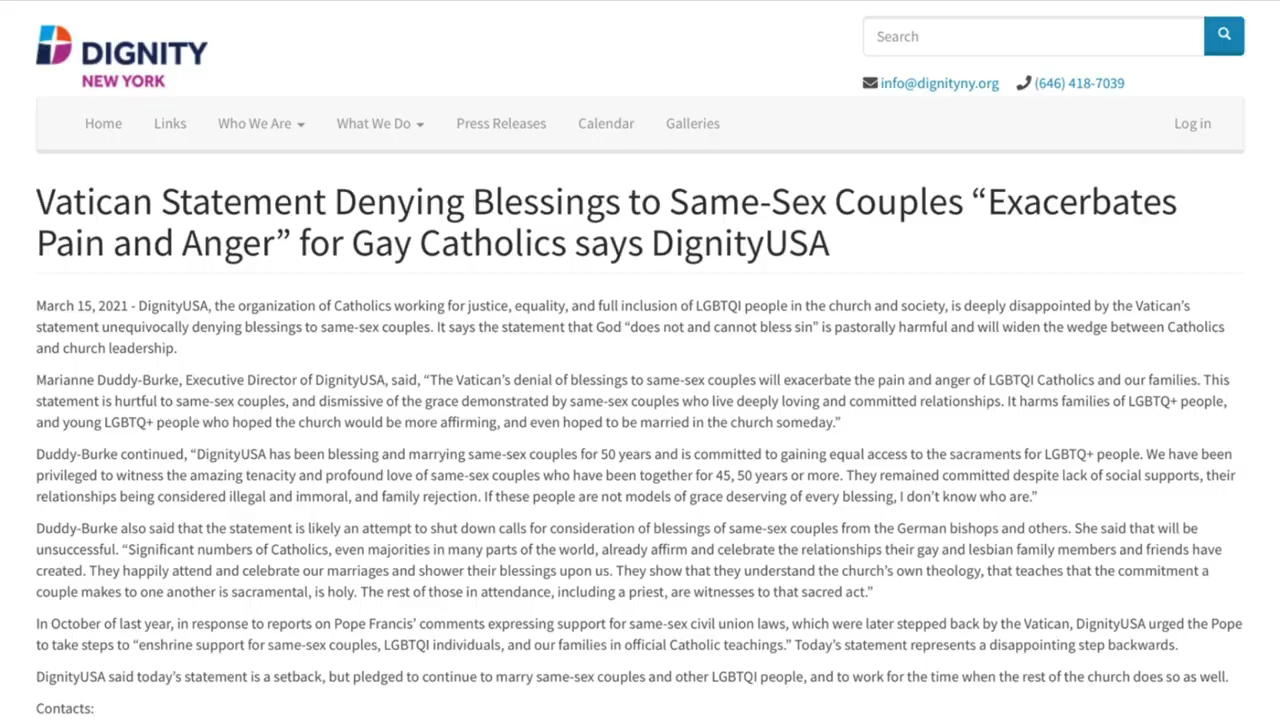 DIGNITY
NEW YORK
Search
info@dignityny.org (646) 418-7039
Home Links Who We Are What We Do Press Releases Calendar Galleries Log in
Vatican Statement Denying Blessings to Same-Sex Couples “Exacerbates
Pain and Anger” for Gay Catholics says DignityUSA
March 15, 2021 - DignityUSA, the organization of Catholics working for justice, equality, and full inclusion of LGBTQI people in the church and society, is deeply disappointed by the Vatican’s
statement unequivocally denying blessings to same-sex couples. It says the statement that God “does not and cannot bless sin” is pastorally harmful and will widen the wedge between Catholics
and church leadership.
Marianne Duddy-Burke, Executive Director of DignityUSA, said, “The Vatican’s denial of blessings to same-sex couples will exacerbate the pain and anger of LGBTQI Catholics and our families. This
statement is hurtful to same-sex couples, and dismissive of the grace demonstrated by same-sex couples who live deeply loving and committed relationships. It harms families of LGBTQ+ people,
and young LGBTQ+ people who hoped the church would be more affirming, and even hoped to be married in the church someday.”
Duddy-Burke continued, “DignityUSA has been blessing and marrying same-sex couples for 50 years and is committed to gaining equal access to the sacraments for LGBTQ+ people. We have been
privileged to witness the amazing tenacity and profound love of same-sex couples who have been together for 45, 50 years or more. They remained committed despite lack of social supports, their
relationships being considered illegal and immoral, and family rejection. If these people are not models of grace deserving of every blessing, I don’t know who are.”
Duddy-Burke also said that the statement is likely an attempt to shut down calls for consideration of blessings of same-sex couples from the German bishops and others. She said that will be
unsuccessful. “Significant numbers of Catholics, even majorities in many parts of the world, already affirm and celebrate the relationships their gay and lesbian family members and friends have
created. They happily attend and celebrate our marriages and shower their blessings upon us. They show that they understand the church’s own theology, that teaches that the commitment a
couple makes to one another is sacramental, is holy. The rest of those in attendance, including a priest, are witnesses to that sacred act.”
In October of last year, in response to reports on Pope Francis’ comments expressing support for same-sex civil union laws, which were later stepped back by the Vatican, DignityUSA urged the Pope
to take steps to “enshrine support for same-sex couples, LGBTQI individuals, and our families in official Catholic teachings.” Today’s statement represents a disappointing step backwards.
DignityUSA said today’s statement is a setback, but pledged to continue to marry same-sex couples and other LGBTQI people, and to work for the time when the rest of the church does so as well.
Contacts: